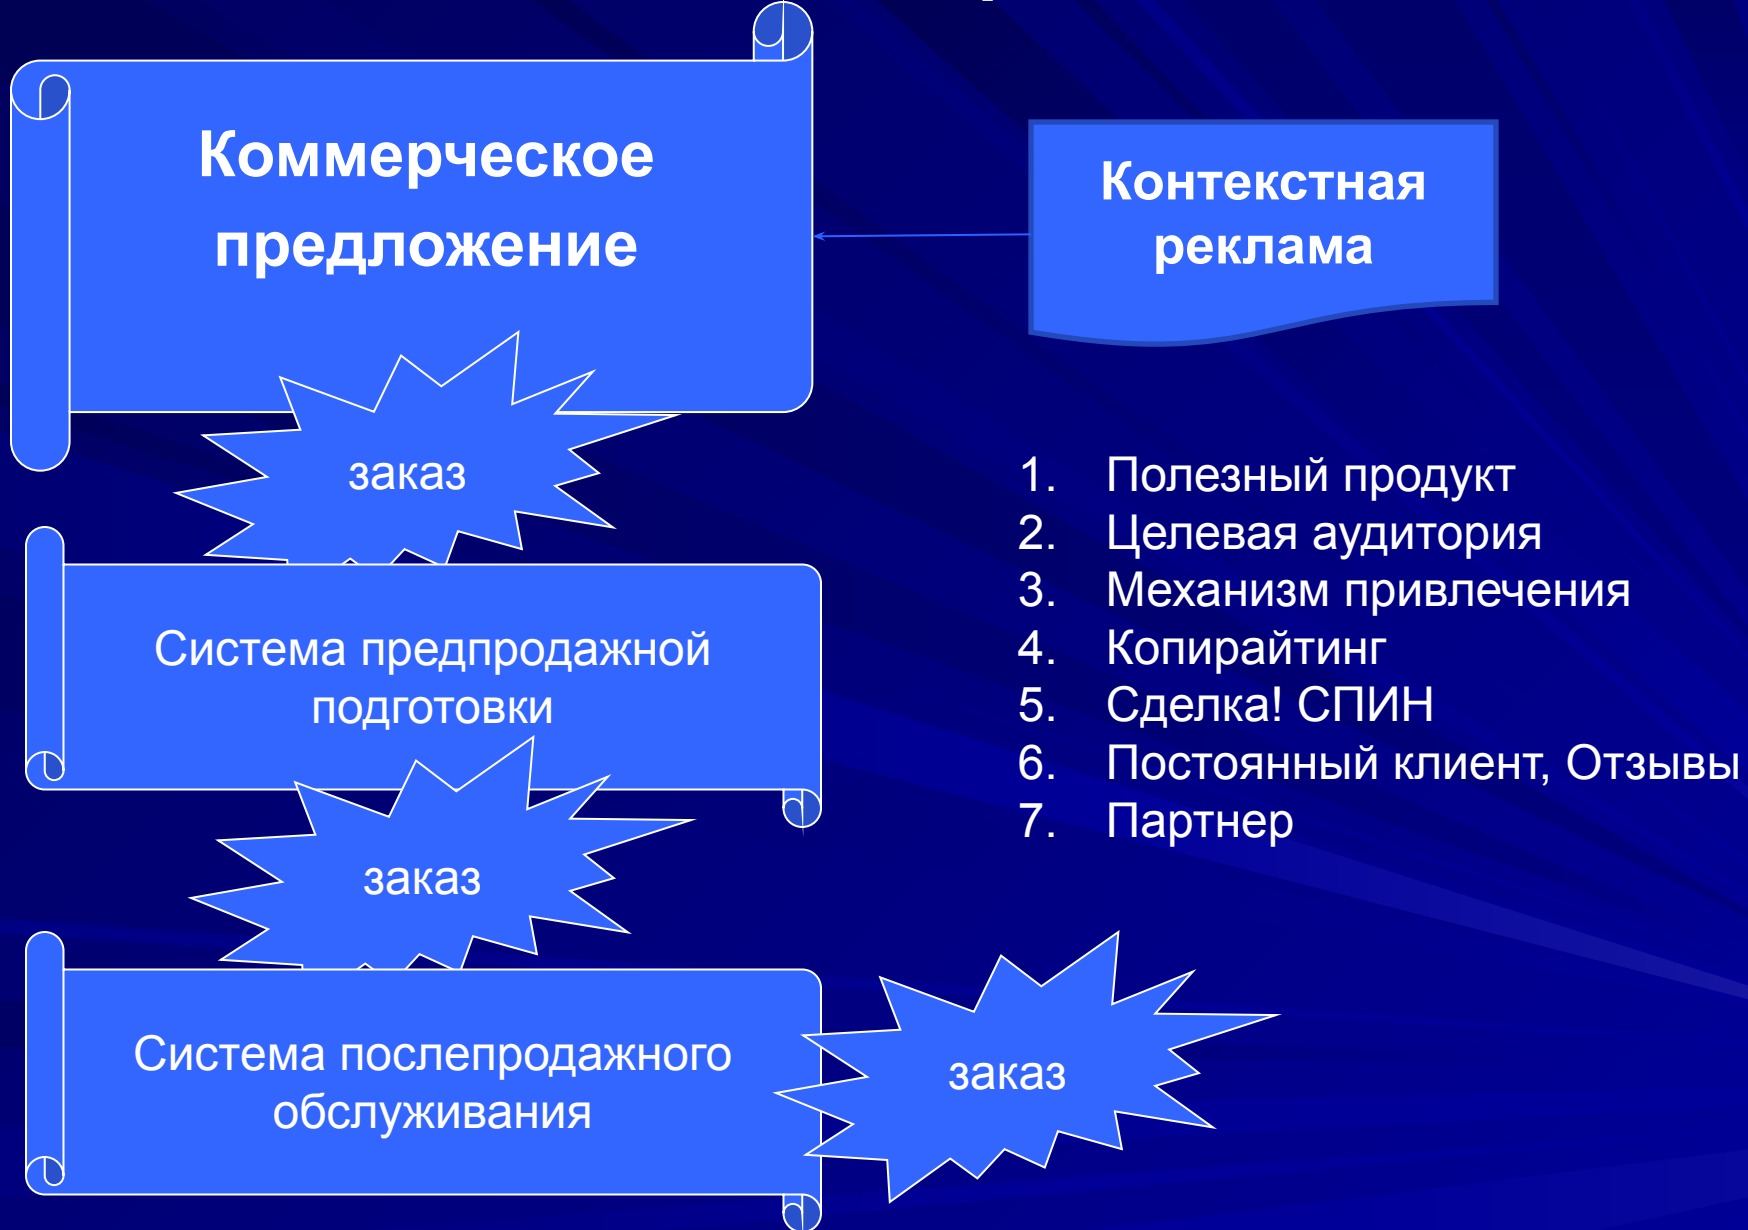 Коммерческое
предложение
Контекстная
реклама
заказ
1. Полезный продукт
2. Целевая аудитория
3. Механизм привлечения
4. Копирайтинг
5. Сделка! СПИН
6. Постоянный клиент, Отзывы
7. Партнер
Система предпродажной
подготовки
заказ
Система послепродажного
обслуживания
заказ